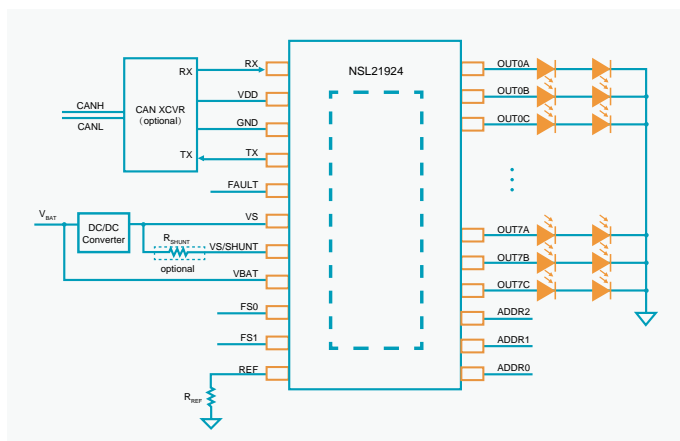 NSL21924
RX
RX
VDD
CAN XCVR
（optional）
CANH
CANL
GND
TX
TX
FAULT
VBAT
DC/DC
Converter
VS
RSHUNT
VS/SHUNT
optional
VBAT
FS0
FS1
REF
RREF
OUT0A
OUT0B
OUT0C
OUT7A
OUT7B
OUT7C
ADDR2
ADDR1
ADDR0